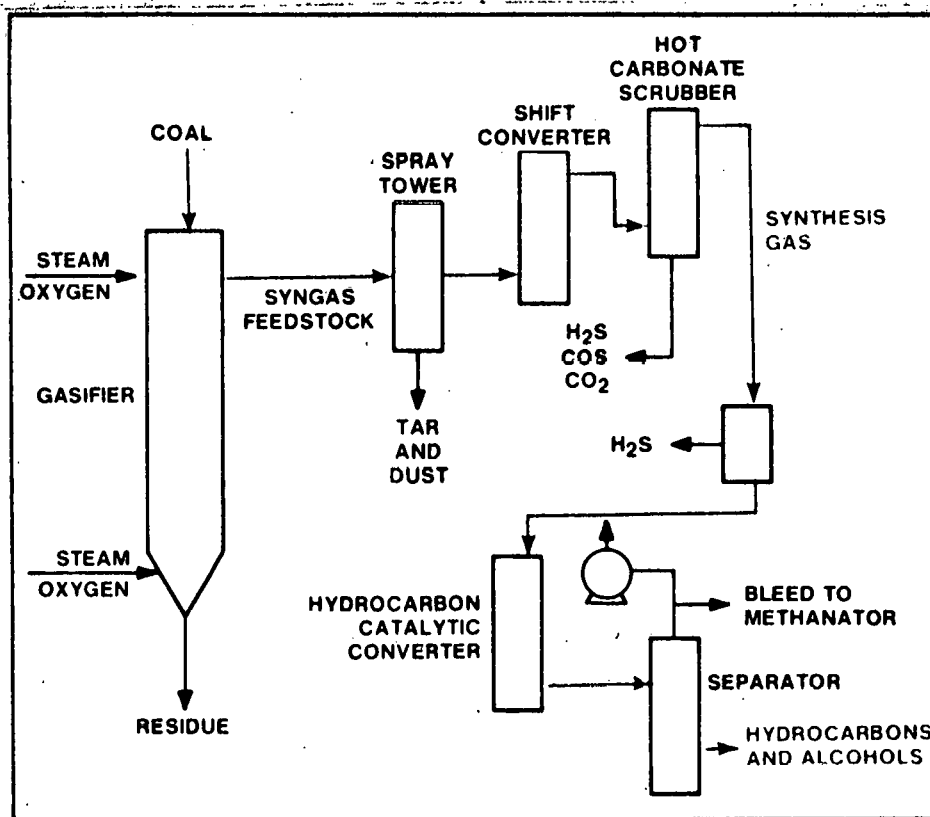 HOT
CARBONATE
SCRUBBER
SHIFT
CONVERTER
COAL
SPRAY
TOWER
STEAM
OXYGEN
SYNGAS
FEEDSTOCK
SYNTHESIS
GAS
H₂S
COS
CO₂
GASIFIER
TAR
AND
DUST
H₂S
STEAM
OXYGEN
HYDROCARBON
CATALYTIC
CONVERTER
BLEED TO
METHANATOR
SEPARATOR
RESIDUE
HYDROCARBONS
AND ALCOHOLS